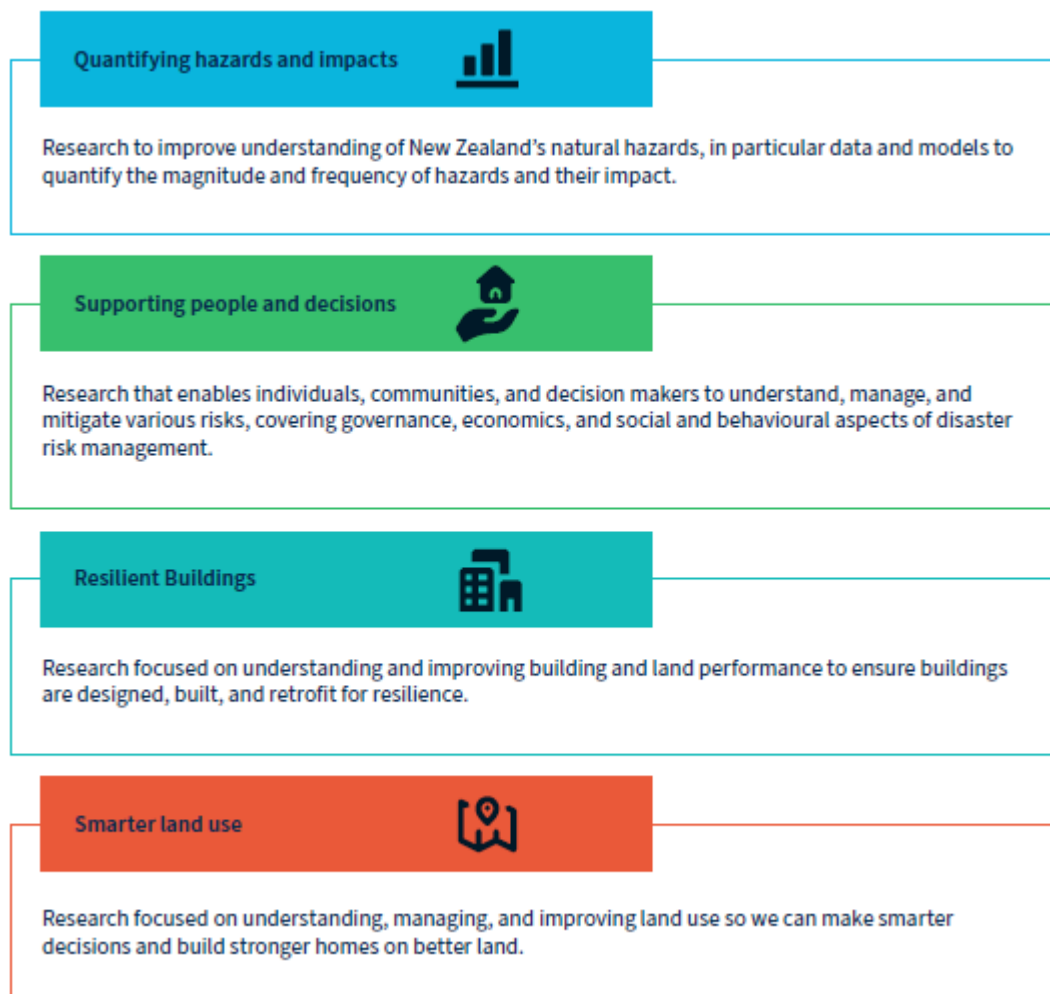 Quantifying hazards and impacts
Research to improve understanding of New Zealand’s natural hazards, in particular data and models to
quantify the magnitude and frequency of hazards and their impact.
Supporting people and decisions
Research that enables individuals, communities, and decision makers to understand, manage, and
mitigate various risks, covering governance, economics, and social and behavioural aspects of disaster
risk management.
Resilient Buildings
Research focused on understanding and improving building and land performance to ensure buildings
are designed, built, and retrofit for resilience.
Smarter land use
Research focused on understanding, managing, and improving land use so we can make smarter
decisions and build stronger homes on better land.